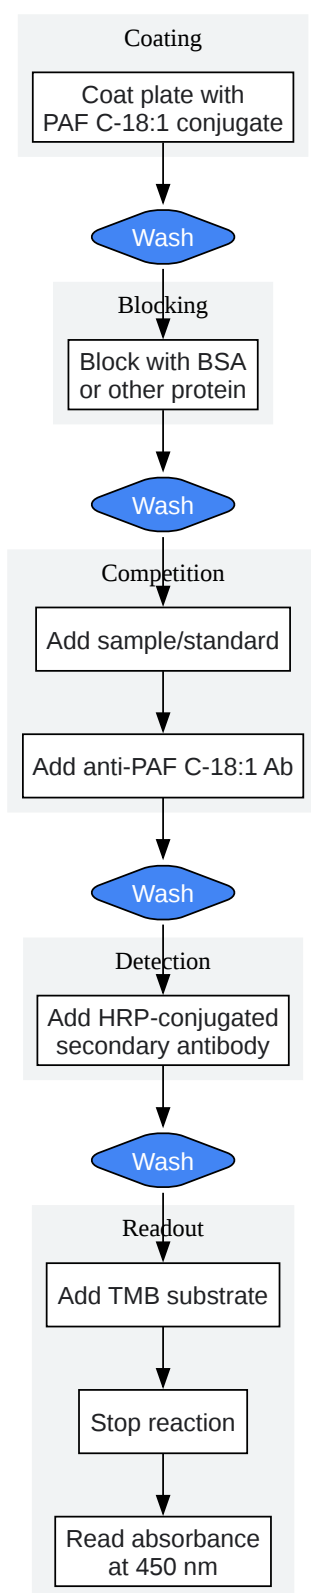 Coating
Coat plate with
PAF C-18:1 conjugate
Wash
Blocking
Block with BSA
or other protein
Wash
Competition
Add sample/standard
Add anti-PAF C-18:1 Ab
Wash
Detection
Add HRP-conjugated
secondary antibody
Wash
Readout
Add TMB substrate
Stop reaction
Read absorbance
at 450 nm